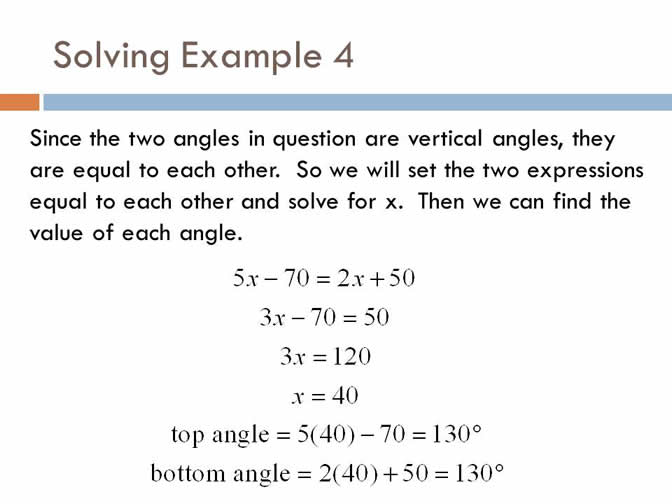 Solving Example 4
Since the two angles in question are vertical angles, they
are equal to each other.  So we will set the two expressions
equal to each other and solve for x.  Then we can find the
value of each angle.
5x − 70 = 2x + 50
3x − 70 = 50
3x = 120
x = 40
top angle = 5(40) − 70 = 130°
bottom angle = 2(40) + 50 = 130°